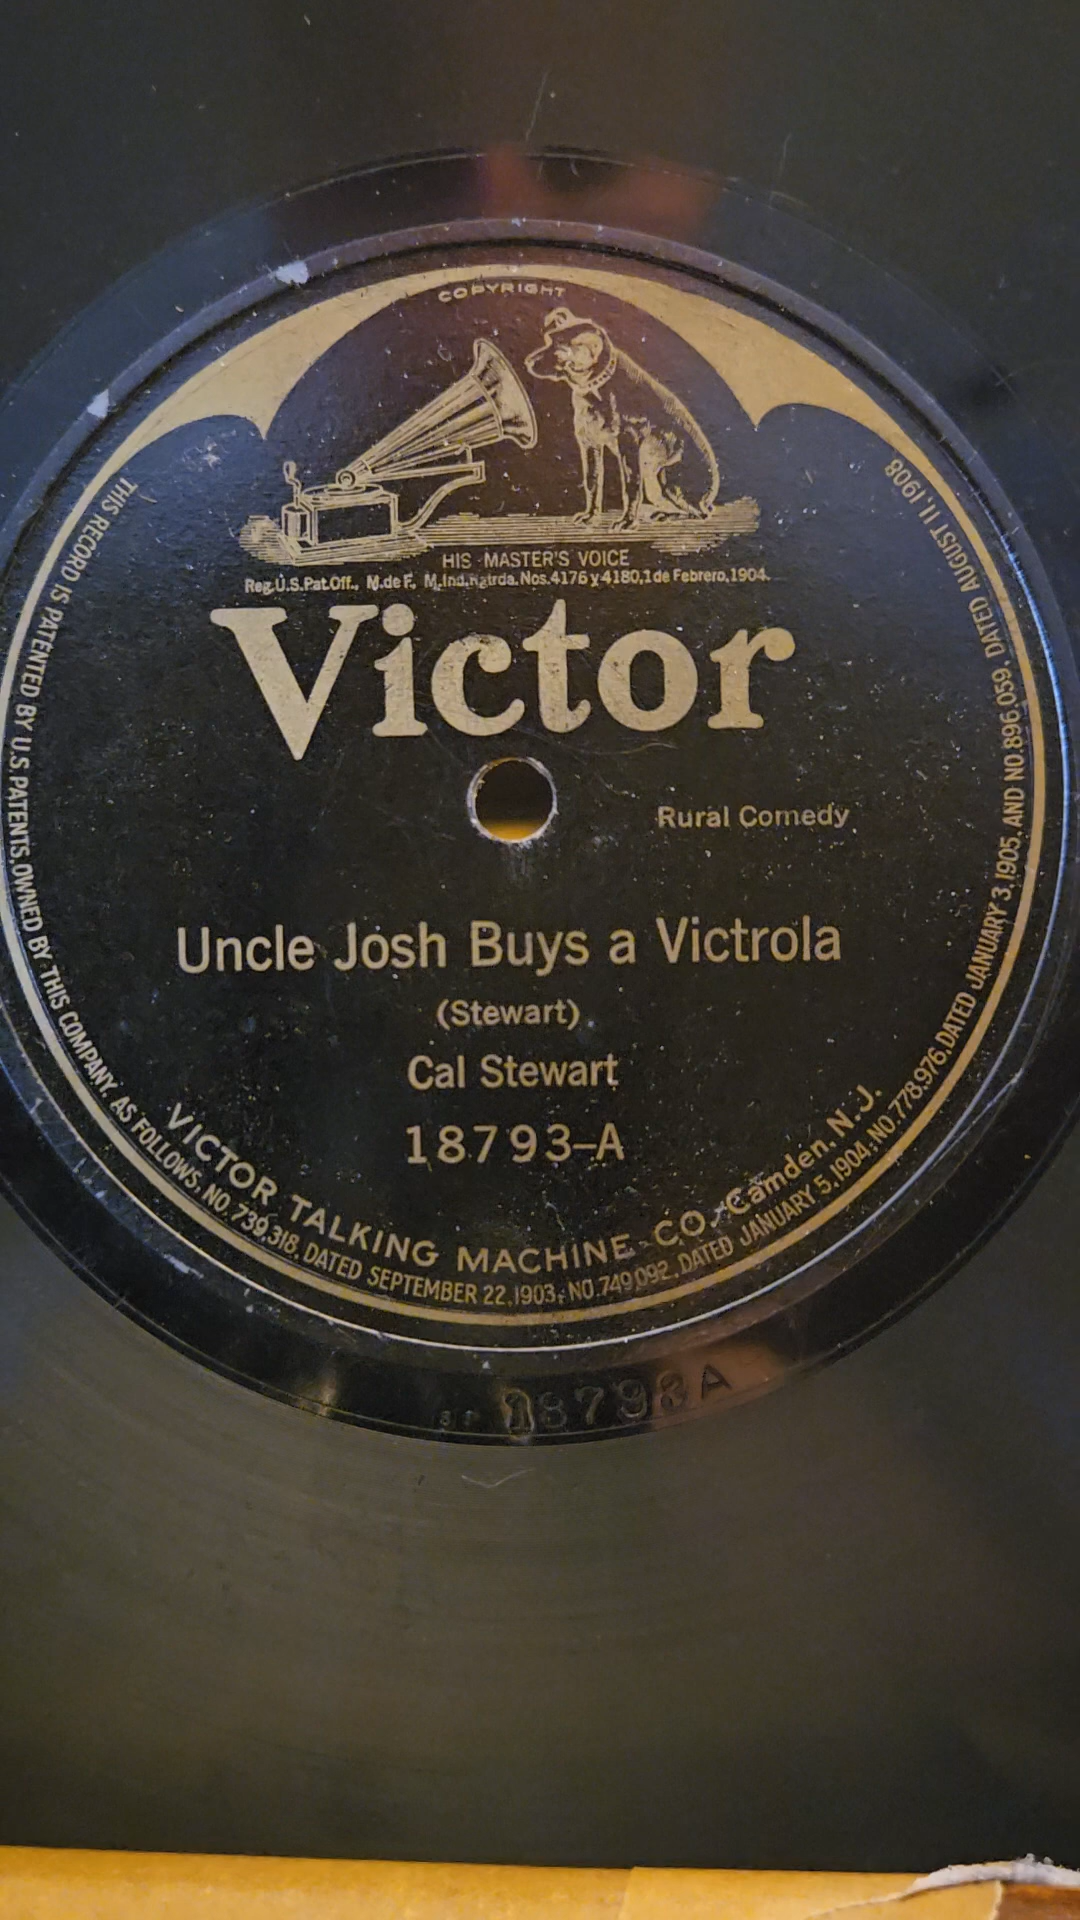 COPYRIGHT
HIS MASTER'S VOICE
Reg.U.S.Pat.Off., M.de F., M.Ind. Nos.4176 y 4180,1 de Febrero,1904.
Victor
Rural Comedy
Uncle Josh Buys a Victrola
(Stewart)
Cal Stewart
18793-A
VICTOR TALKING MACHINE CO. Camden, N.J.
THIS RECORD IS PATENTED BY U.S. PATENTS, OWNED BY THIS COMPANY, AS FOLLOWS, NO. 739,318, DATED SEPTEMBER 22, 1903; NO. 749,092, DATED JANUARY 5, 1904; NO. 778,976, DATED JANUARY 3, 1905, AND NO. 896,059, DATED AUGUST 11, 1908
18793A